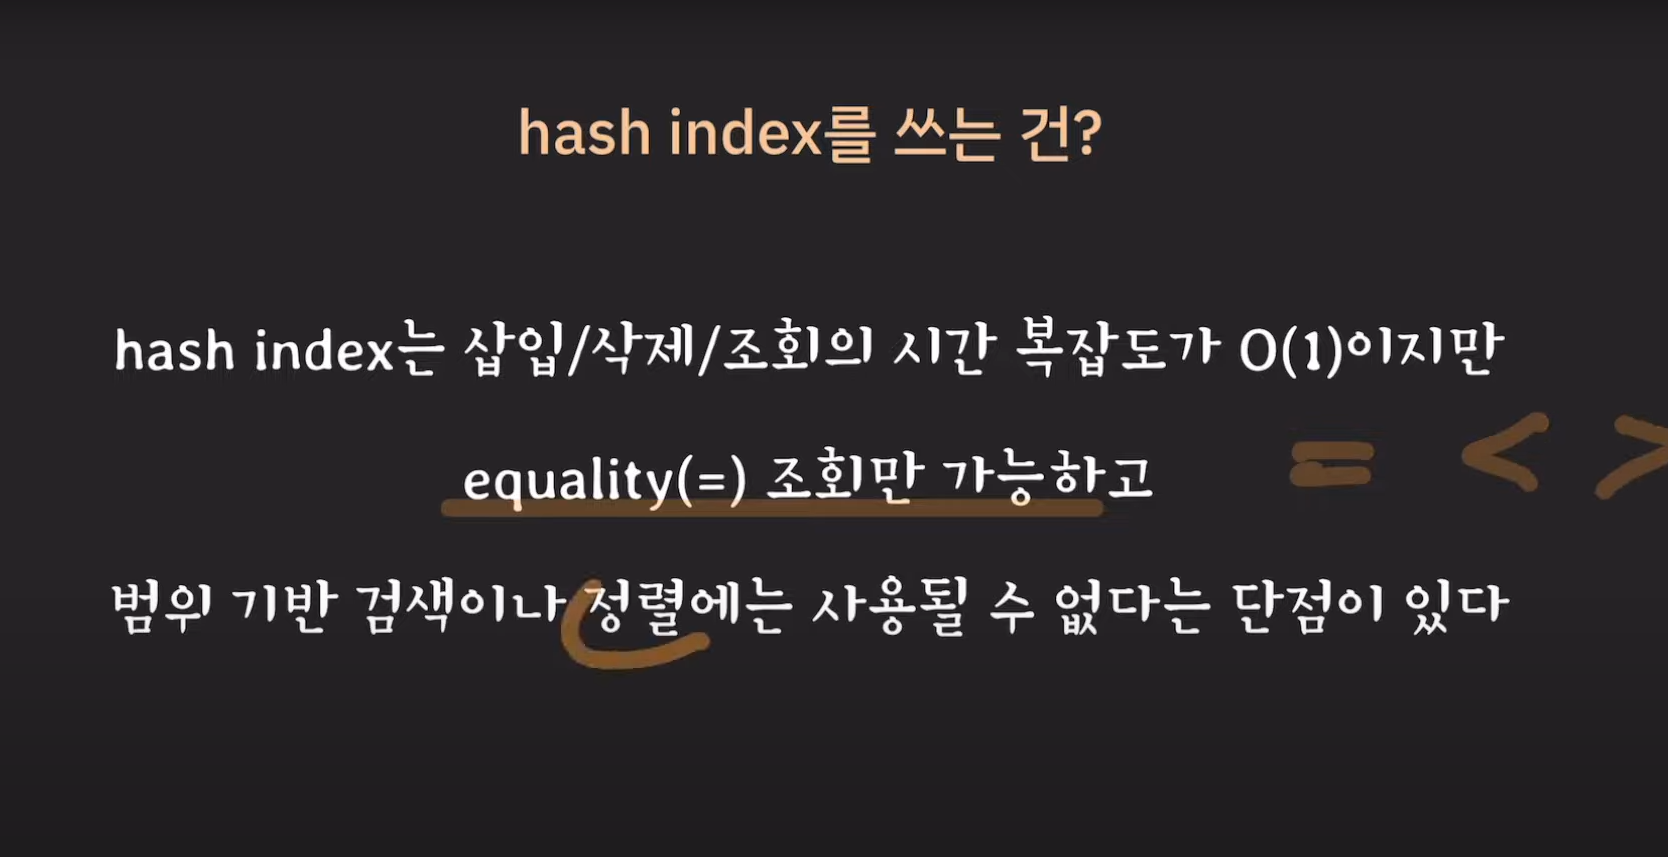 hash index를 쓰는 건?
hash index는 삽입/삭제/조회의 시간 복잡도가 O(1)이지만
equality(=) 조회만 가능하고
= < >
범위 기반 검색이나 정렬에는 사용될 수 없다는 단점이 있다